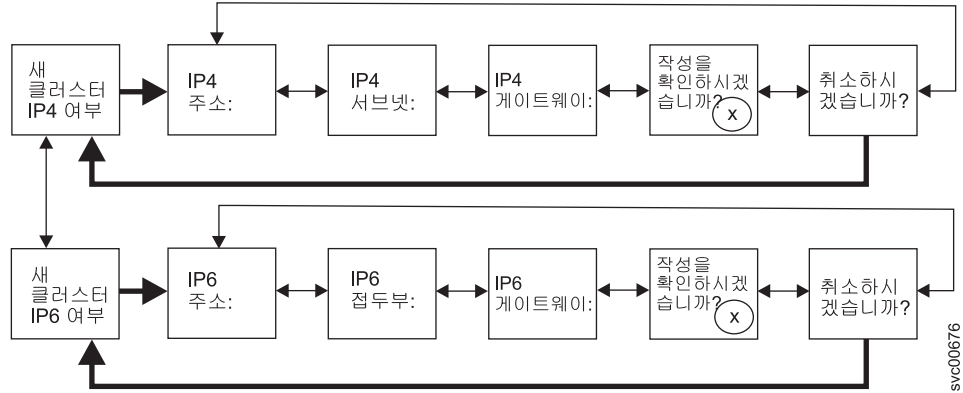 새
클러스터
IP4 여부
IP4
주소:
IP4
서브넷:
IP4
게이트웨이:
작성을
확인하시겠
습니까?
x
취소하시
겠습니까?
새
클러스터
IP6 여부
IP6
주소:
IP6
접두부:
IP6
게이트웨이:
작성을
확인하시겠
습니까?
x
취소하시
겠습니까?
svc00676